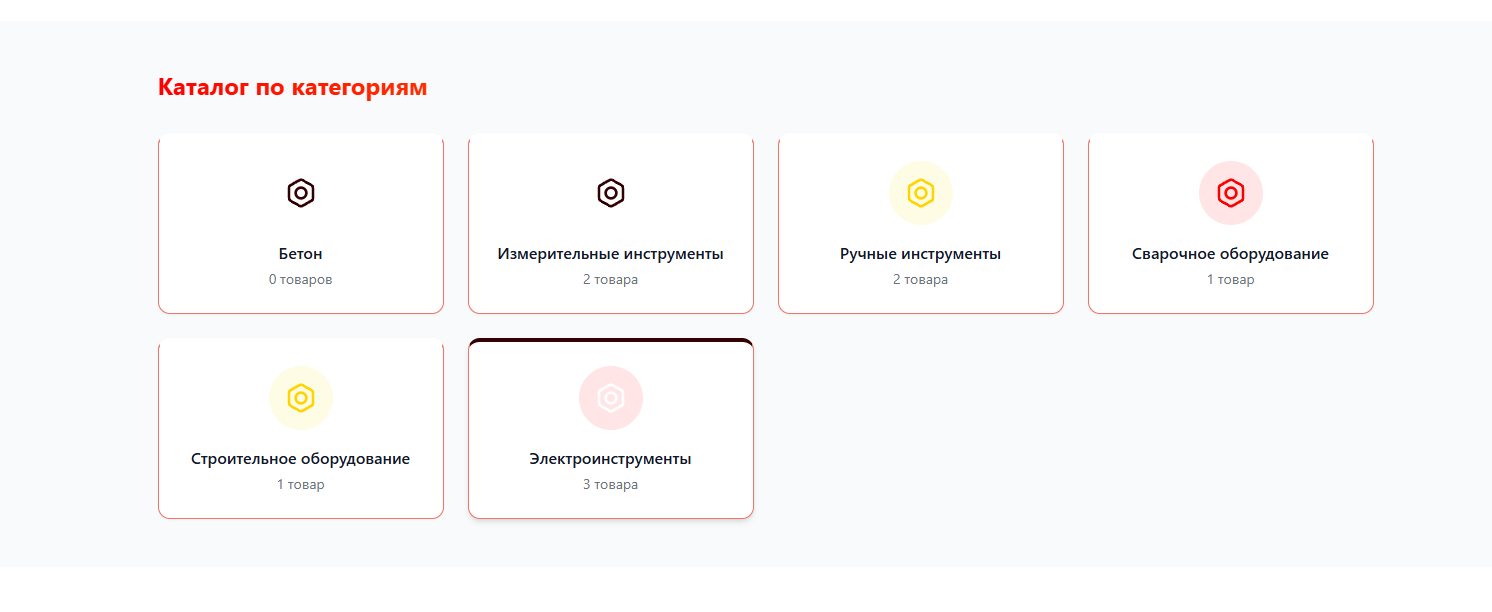 Каталог по категориям
Бетон
0 товаров
Измерительные инструменты
2 товара
Ручные инструменты
2 товара
Сварочное оборудование
1 товар
Строительное оборудование
1 товар
Электроинструменты
3 товара